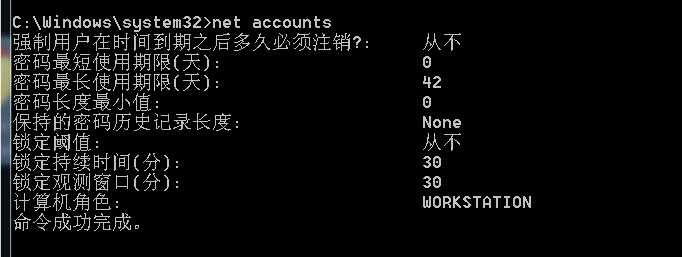 C:\Windows\system32>net accounts
强制用户在时间到期之后多久必须注销?: 从不
密码最短使用期限(天): 0
密码最长使用期限(天): 42
密码长度最小值: 0
保持的密码历史记录长度: None
锁定阈值: 从不
锁定持续时间(分): 30
锁定观测窗口(分): 30
计算机角色: WORKSTATION
命令成功完成。